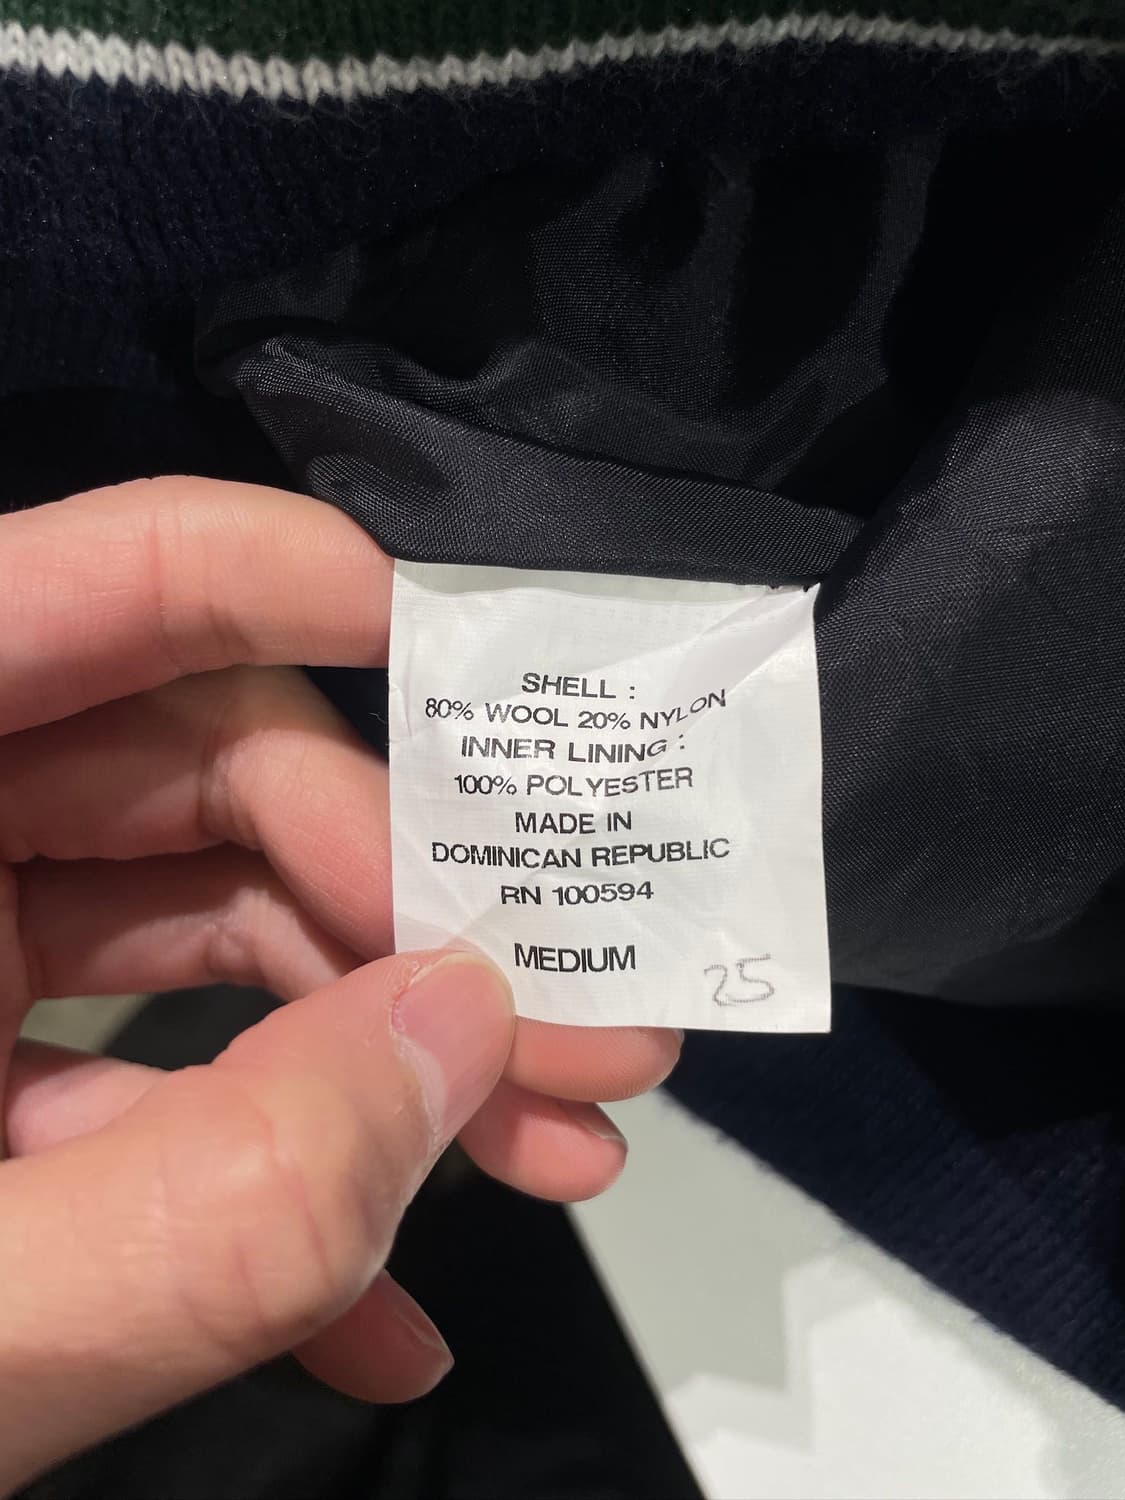 SHELL :
80% WOOL 20% NYLON
INNER LINING :
100% POLYESTER
MADE IN
DOMINICAN REPUBLIC
RN 100594
MEDIUM
25